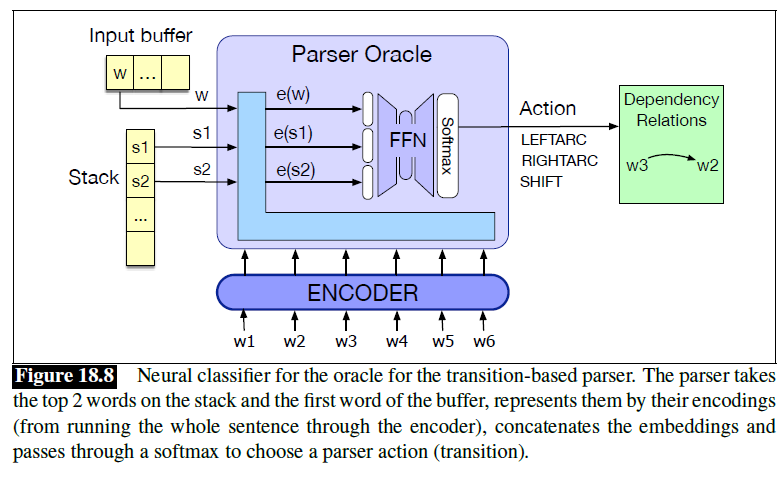 Input buffer
w ...
Parser Oracle
w
e(w)
s1
e(s1)
s2
e(s2)
Stack
s1
s2
...
FFN
Softmax
Action
LEFTARC
RIGHTARC
SHIFT
Dependency
Relations
w3 w2
ENCODER
w1 w2 w3 w4 w5 w6
Figure 18.8 Neural classifier for the oracle for the transition-based parser. The parser takes
the top 2 words on the stack and the first word of the buffer, represents them by their encodings
(from running the whole sentence through the encoder), concatenates the embeddings and
passes through a softmax to choose a parser action (transition).